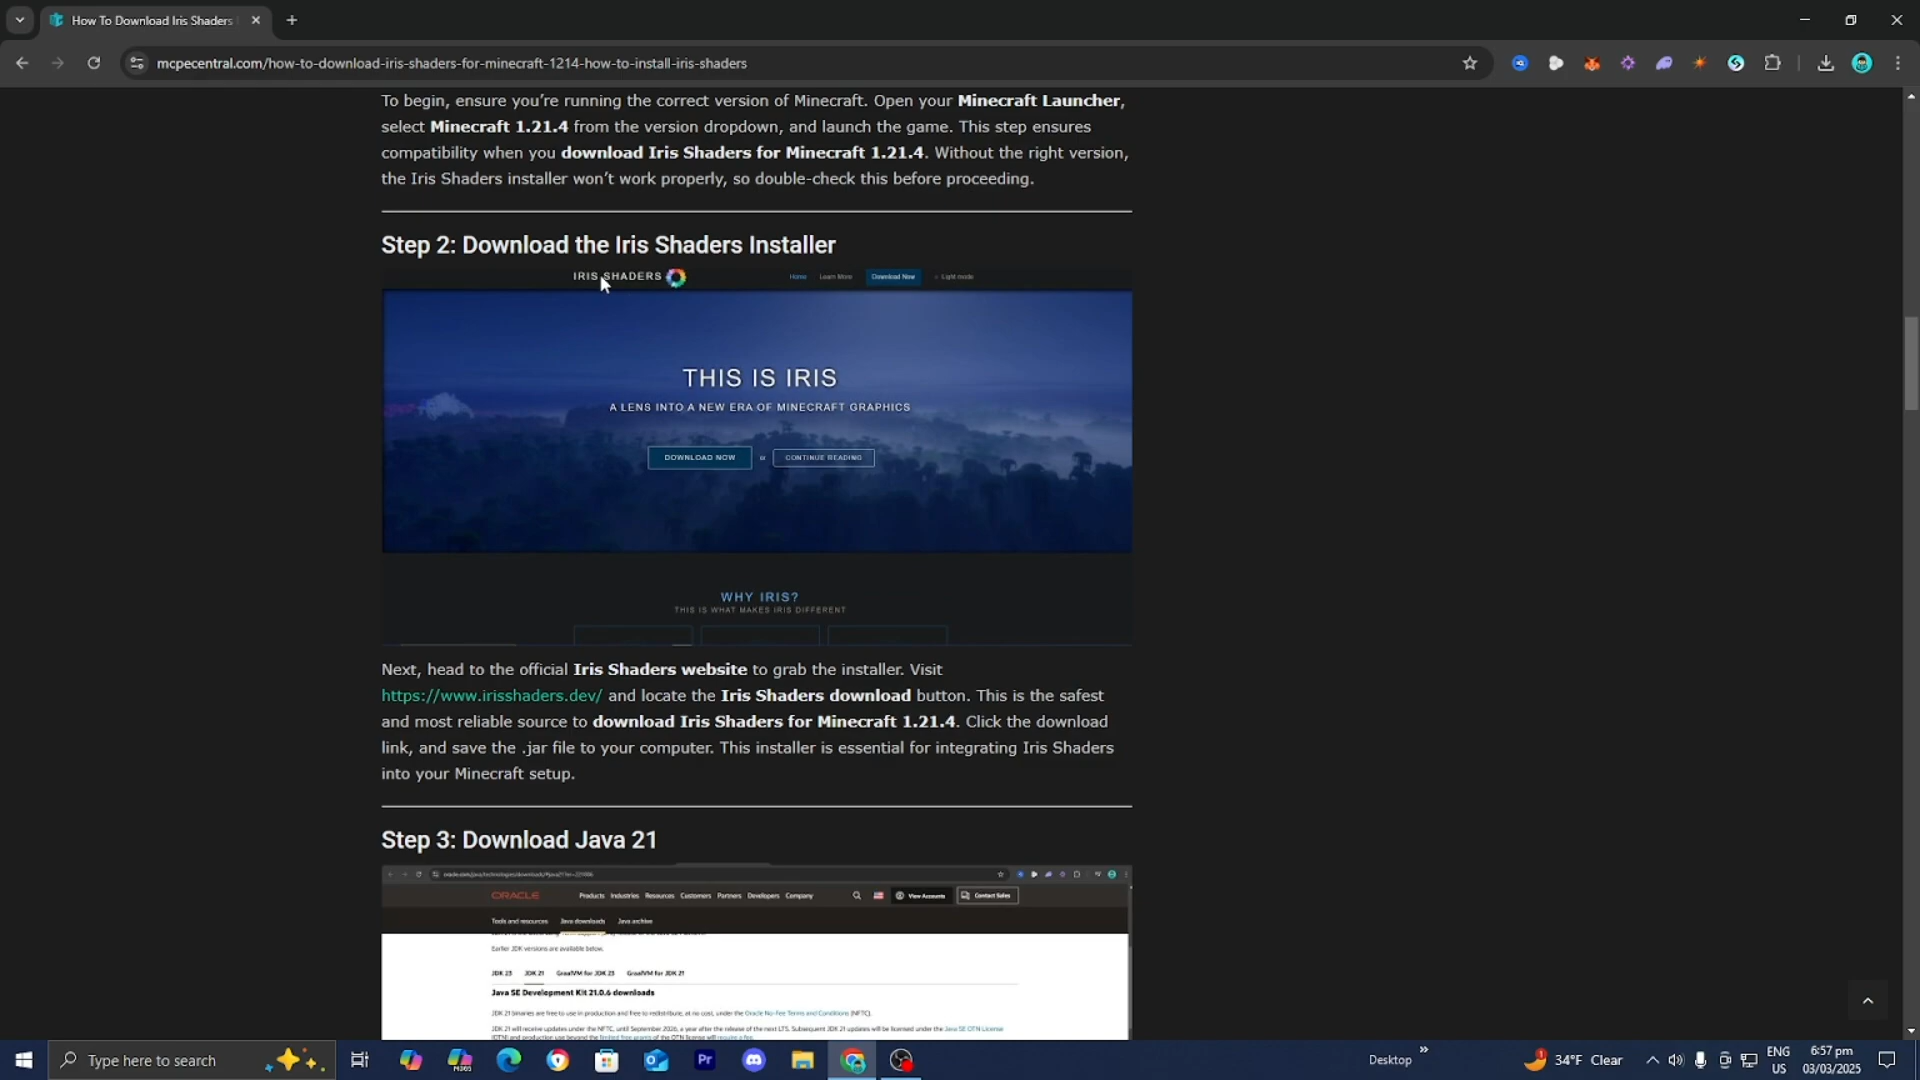 How To Download Iris Shaders
mcpecentral.com/how-to-download-iris-shaders-for-minecraft-1214-how-to-install-iris-shaders
To begin, ensure you're running the correct version of Minecraft. Open your Minecraft Launcher,
select Minecraft 1.21.4 from the version dropdown, and launch the game. This step ensures
compatibility when you download Iris Shaders for Minecraft 1.21.4. Without the right version,
the Iris Shaders installer won't work properly, so double-check this before proceeding.
Step 2: Download the Iris Shaders Installer
IRIS SHADERS
Home Learn More Download Now Light mode
THIS IS IRIS
A LENS INTO A NEW ERA OF MINECRAFT GRAPHICS
DOWNLOAD NOW or CONTINUE READING
WHY IRIS?
THIS IS WHAT MAKES IRIS DIFFERENT
Next, head to the official Iris Shaders website to grab the installer. Visit
https://www.irisshaders.dev/ and locate the Iris Shaders download button. This is the safest
and most reliable source to download Iris Shaders for Minecraft 1.21.4. Click the download
link, and save the .jar file to your computer. This installer is essential for integrating Iris Shaders
into your Minecraft setup.
Step 3: Download Java 21
ORACLE Products Industries Resources Customers Partners Developers Company View Accounts Contact Sales
Tools and resources Java downloads Java archive
Earlier JDK versions are available below.
JDK 23 JDK 21 GraalVM for JDK 23 GraalVM for JDK 21
Java SE Development Kit 21.0.6 downloads
JDK 21 binaries are free to use in production and free to redistribute, at no cost, under the Oracle No-Fee Terms and Conditions (NFTC).
JDK 21 will receive updates under the NFTC, until September 2026, a year after the release of the next LTS. Subsequent JDK 21 updates will be licensed under the Java SE OTN License
(OTN) and production use beyond the limited free grants of the OTN license will require a fee.
Type here to search
M365
Pr
Desktop
1
34°F Clear
ENG
US
6:57 pm
03/03/2025